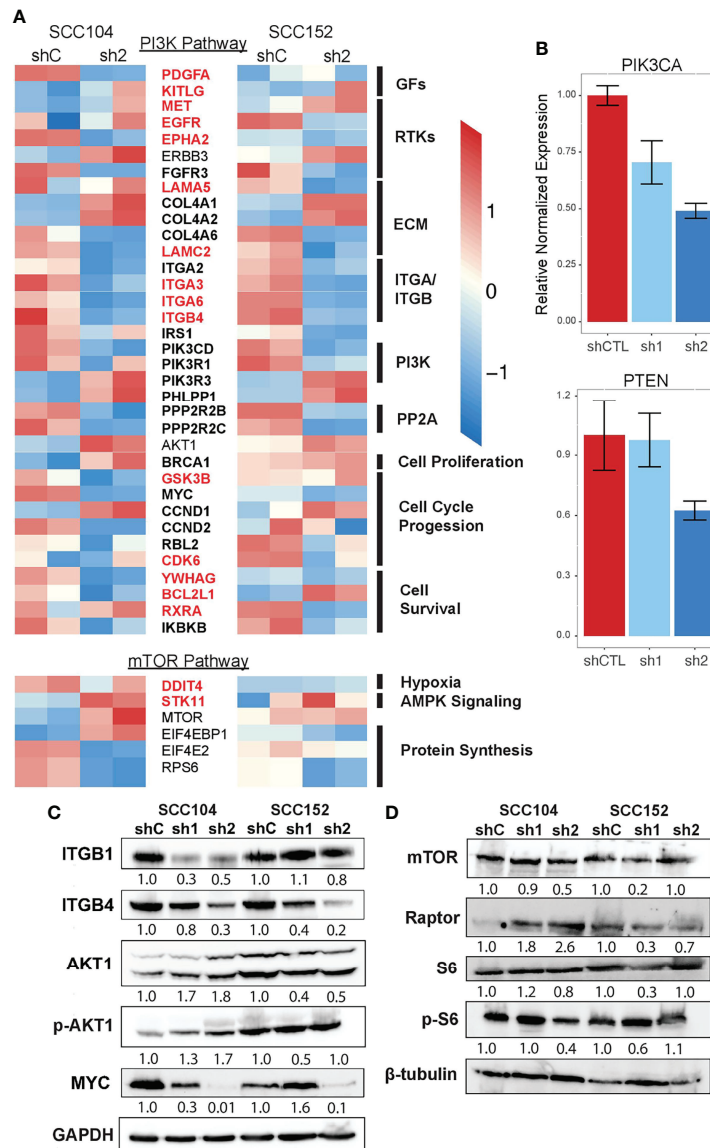 A
SCC104 PI3K Pathway SCC152
shC sh2 shC sh2
PDGFA
KITLG
MET
EGFR
EPHA2
ERBB3
FGFR3
LAMA5
COL4A1
COL4A2
COL4A6
LAMC2
ITGA2
ITGA3
ITGA6
ITGB4
IRS1
PIK3CD
PIK3R1
PIK3R3
PHLPP1
PPP2R2B
PPP2R2C
AKT1
BRCA1
GSK3B
MYC
CCND1
CCND2
RBL2
CDK6
YWHAG
BCL2L1
RXRA
IKBKB
GFs
RTKs
ECM
ITGA/
ITGB
PI3K
PP2A
Cell Proliferation
Cell Cycle
Progession
Cell
Survival
1
0
−1
mTOR Pathway
DDIT4
STK11
MTOR
EIF4EBP1
EIF4E2
RPS6
Hypoxia
AMPK Signaling
Protein Synthesis
B
PIK3CA
Relative Normalized Expression
1.00
0.75
0.50
0.25
0.00
shCTL sh1 sh2
PTEN
1.2
0.9
0.6
0.3
0.0
shCTL sh1 sh2
C
SCC104 SCC152
shC sh1 sh2 shC sh1 sh2
ITGB1
1.0 0.3 0.5 1.0 1.1 0.8
ITGB4
1.0 0.8 0.3 1.0 0.4 0.2
AKT1
1.0 1.7 1.8 1.0 0.4 0.5
p-AKT1
1.0 1.3 1.7 1.0 0.5 1.0
MYC
1.0 0.3 0.01 1.0 1.6 0.1
GAPDH
D
SCC104 SCC152
shC sh1 sh2 shC sh1 sh2
mTOR
1.0 0.9 0.5 1.0 0.2 1.0
Raptor
1.0 1.8 2.6 1.0 0.3 0.7
S6
1.0 1.2 0.8 1.0 0.3 1.0
p-S6
1.0 1.0 0.4 1.0 0.6 1.1
β-tubulin